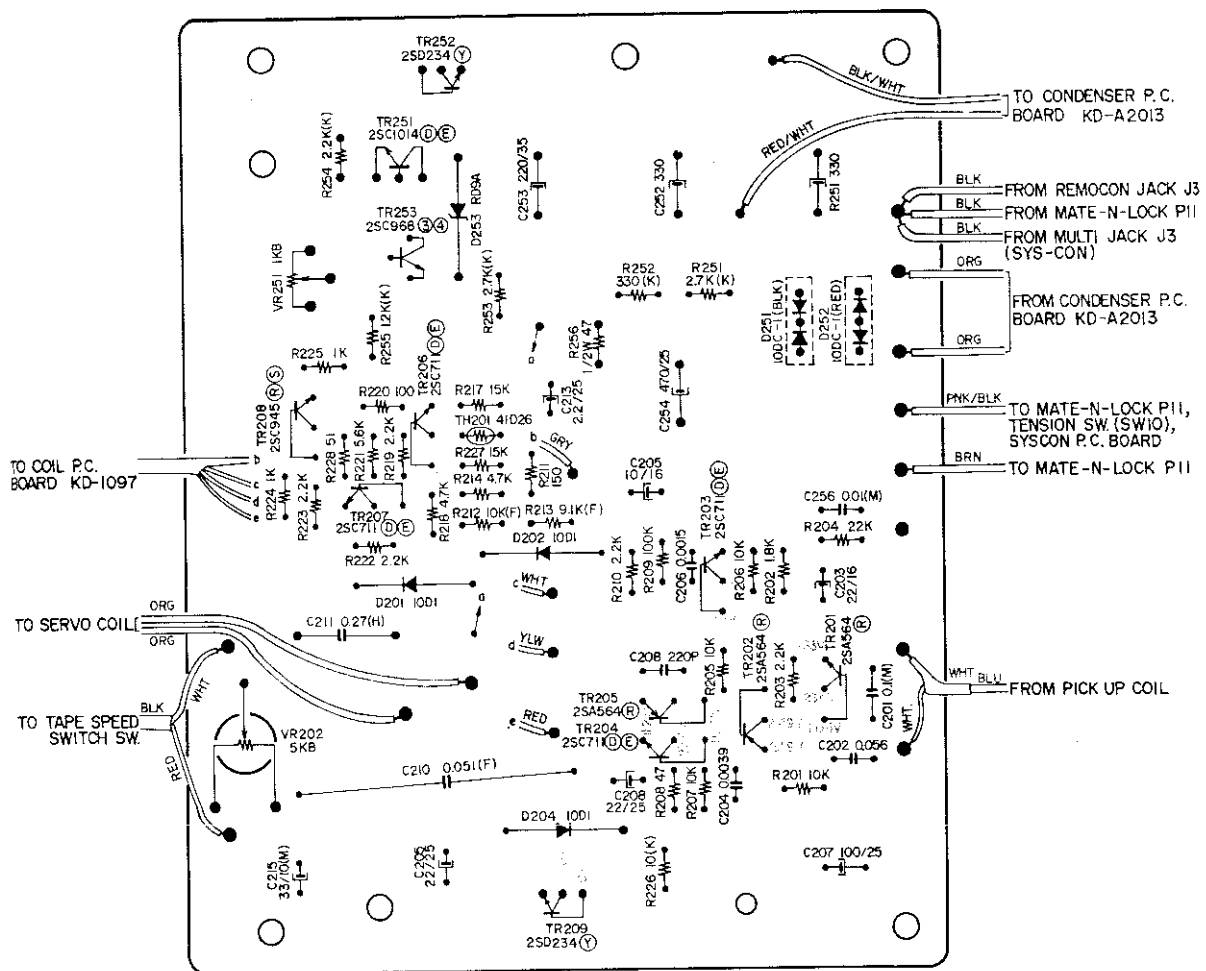 TR252
2SD234 Y
BLK/WHT
TO CONDENSER P.C.
BOARD KD-A2013
RED/WHT
TR251
2SC1014 D E
R254 2.2K(K)
C253 220/35
C252 330
R251 330
D253 RD9A
TR253
2SC968 3 4
BLK
FROM REMOCON JACK J3
BLK
FROM MATE-N-LOCK P11
BLK
FROM MULTI JACK J3
(SYS-CON)
ORG
FROM CONDENSER P.C.
BOARD KD-A2013
ORG
VR251 1KB
R253 2.7K(K)
R252
330(K)
R251
2.7K(K)
D251
10DC-1(BLK)
D252
10DC-1(RED)
R255 1.2K(K)
R225 1K
TR206
2SC711 D E
a
R256
1/2W 47
C213
2.2/25
C254 470/25
PNK/BLK
TO MATE-N-LOCK P11,
TENSION SW. (SW10),
SYSCON P.C. BOARD
BRN
TO MATE-N-LOCK P11
TR208
2SC945 R S
R220 100
R217 15K
TH201 41D26
R228 51
R221 5.6K
R219 2.2K
R227 15K
b
GRY
R211
150
TO COIL P.C.
BOARD KD-1097
b
c
d
e
R224 1K
R223 2.2K
R214 4.7K
R218 4.7K
TR207
2SC711 D E
R212 10K(F)
R213 9.1K(F)
C205
10/16
TR203
2SC711 D E
C256 0.01(M)
R204 22K
R222 2.2K
D202 10D1
R210 2.2K
R209 100K
C206 0.0015
R206 10K
R202 1.8K
C203
22/16
D201 10D1
a
c
WHT
ORG
TO SERVO COIL
ORG
C211 0.27(H)
d
YLW
C208 220P
R205 10K
TR202
2SA564 R
R203 2.2K
TR201
2SA564 R
C201 0.1(M)
WHT
BLU
FROM PICK UP COIL
WHT
WHT
BLK
TO TAPE SPEED
SWITCH SW.
RED
VR202
5KB
e
RED
TR205
2SA564 R
TR204
2SC711 D E
C202 0.056
C210 0.051(F)
C208
22/25
R208 47
R207 10K
C204 0.0039
R201 10K
D204 10D1
C215
33/10(M)
C205
22/25
R226 10(K)
C207 100/25
TR209
2SD234 Y